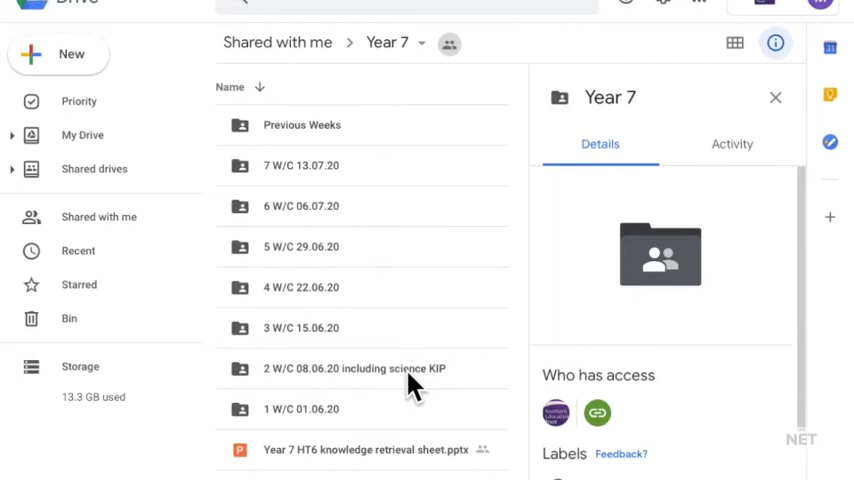 Drive
New
Shared with me > Year 7
Priority
My Drive
Shared drives
Shared with me
Recent
Starred
Bin
Storage
13.3 GB used
Name
Previous Weeks
7 W/C 13.07.20
6 W/C 06.07.20
5 W/C 29.06.20
4 W/C 22.06.20
3 W/C 15.06.20
2 W/C 08.06.20 including science KIP
1 W/C 01.06.20
P Year 7 HT6 knowledge retrieval sheet.pptx
Year 7
Details Activity
Who has access
Labels Feedback?
31
NET